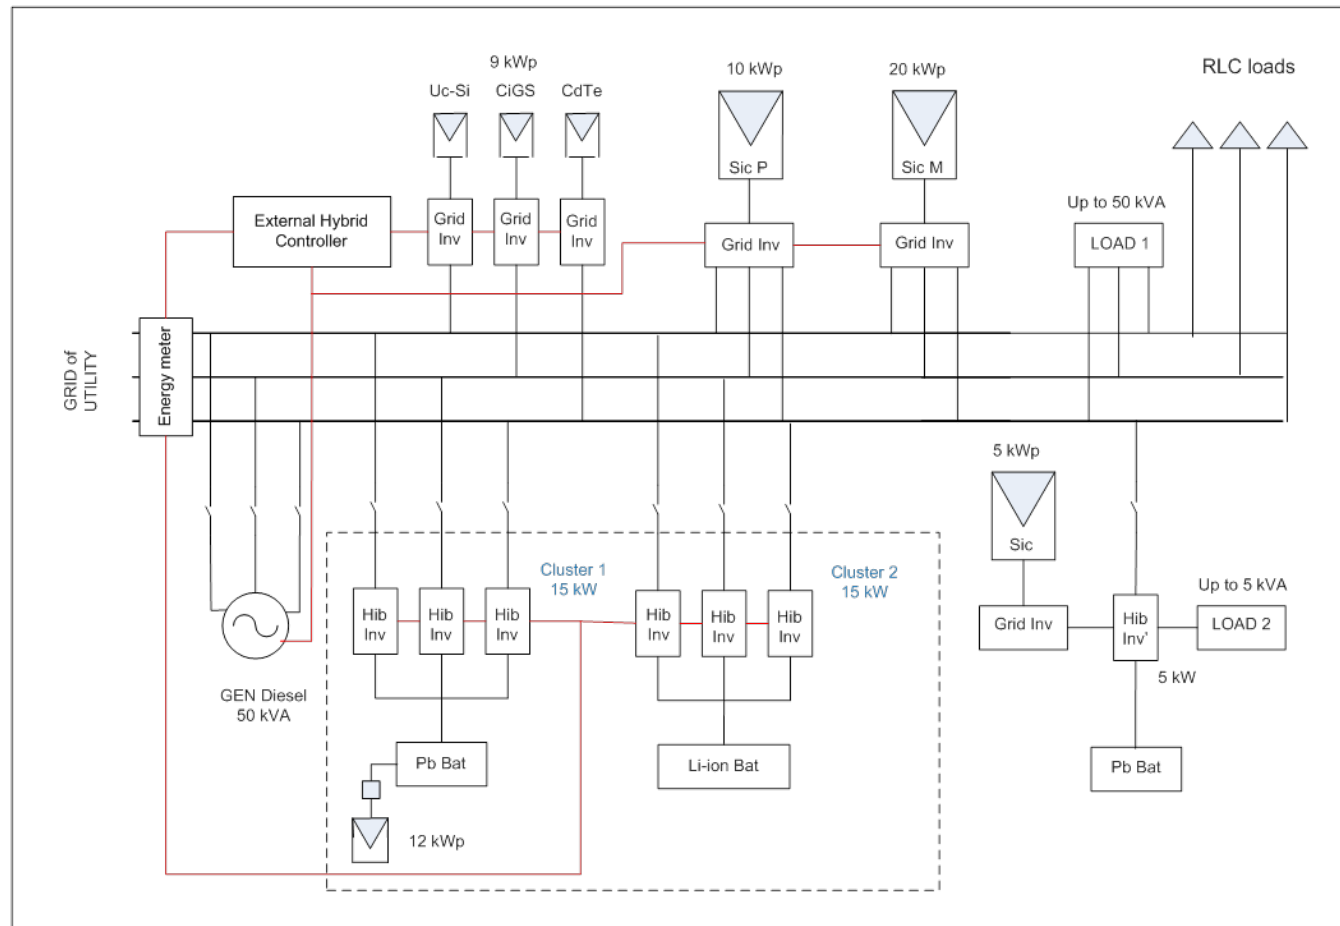 9 kWp
Uc-Si
CiGS
CdTe
10 kWp
20 kWp
RLC loads
Sic P
Sic M
External Hybrid
Controller
Grid
Inv
Grid
Inv
Grid
Inv
Grid Inv
Grid Inv
Up to 50 kVA
LOAD 1
GRID of
UTILITY
Energy meter
5 kWp
Sic
Cluster 1
15 kW
Cluster 2
15 kW
Hib
Inv
Hib
Inv
Hib
Inv
Hib
Inv
Hib
Inv
Hib
Inv
Grid Inv
Hib
Inv'
Up to 5 kVA
LOAD 2
5 kW
GEN Diesel
50 kVA
Pb Bat
Li-ion Bat
Pb Bat
12 kWp